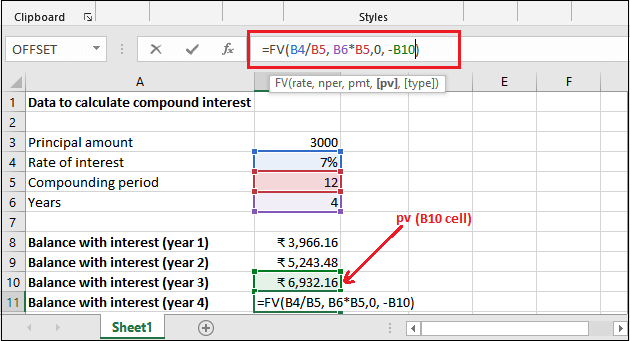 Clipboard Styles
OFFSET =FV(B4/B5, B6*B5,0, -B10)
FV(rate, nper, pmt, [pv], [type])
A E F
1 Data to calculate compound interest
2
3 Principal amount 3000
4 Rate of interest 7%
5 Compounding period 12
6 Years 4
7
pv (B10 cell)
8 Balance with interest (year 1) ₹ 3,966.16
9 Balance with interest (year 2) ₹ 5,243.48
10 Balance with interest (year 3) ₹ 6,932.16
11 Balance with interest (year 4) =FV(B4/B5, B6*B5,0, -B10)
Sheet1